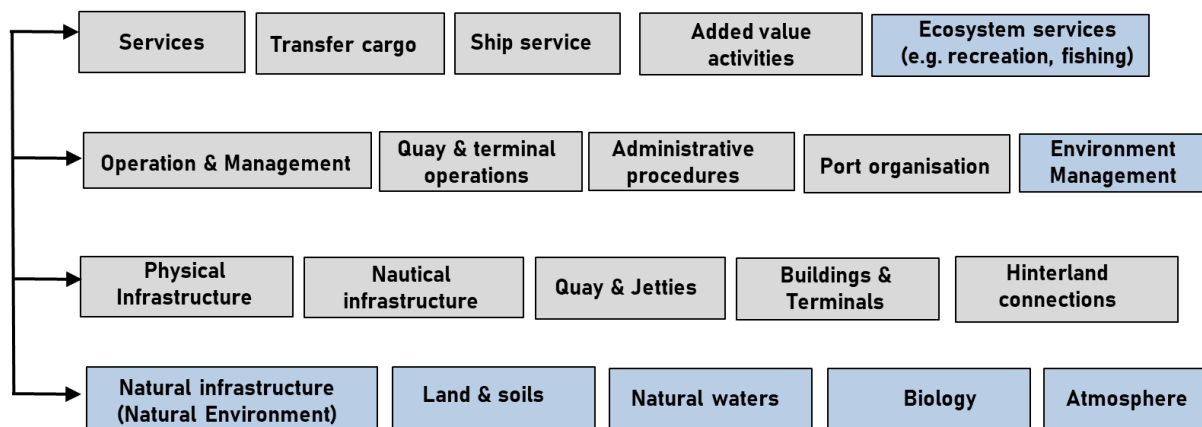 Services
Transfer cargo
Ship service
Added value
activities
Ecosystem services
(e.g. recreation, fishing)
Operation & Management
Quay & terminal
operations
Administrative
procedures
Port organisation
Environment
Management
Physical
Infrastructure
Nautical
infrastructure
Quay & Jetties
Buildings &
Terminals
Hinterland
connections
Natural infrastructure
(Natural Environment)
Land & soils
Natural waters
Biology
Atmosphere